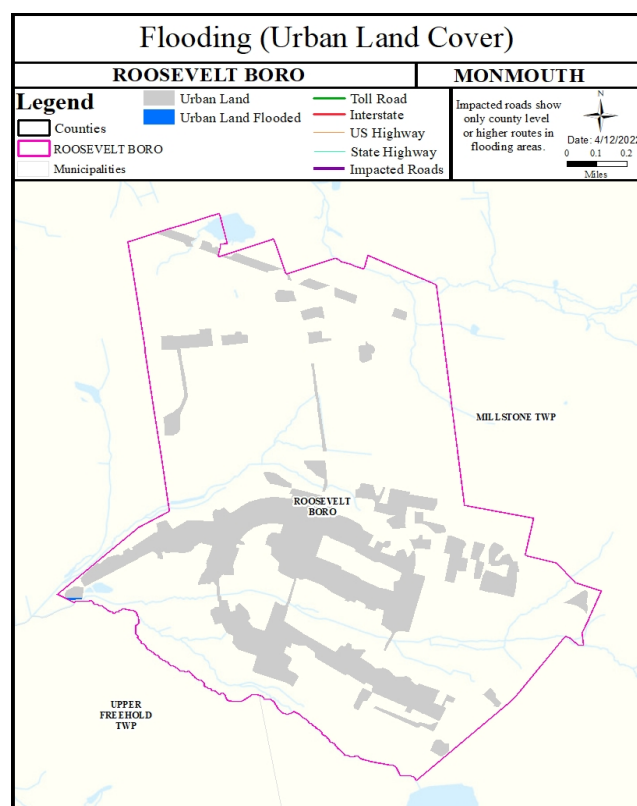 Flooding (Urban Land Cover)
ROOSEVELT BORO
MONMOUTH
Legend
Counties
ROOSEVELT BORO
Municipalities
Urban Land
Urban Land Flooded
Toll Road
Interstate
US Highway
State Highway
Impacted Roads
Impacted roads show
only county level
or higher routes in
flooding areas.
N
Date: 4/12/2022
0 0.1 0.2
Miles
MILLSTONE TWP
ROOSEVELT
BORO
UPPER
FREEHOLD
TWP